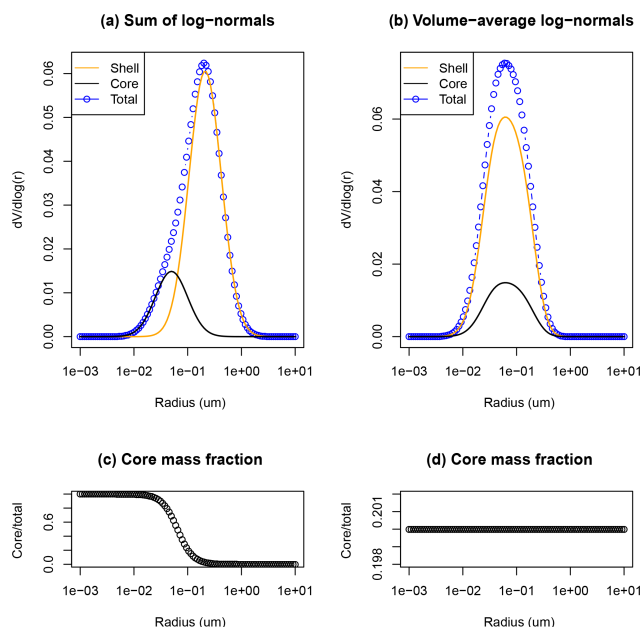 (a) Sum of log−normals
dV/dlog(r)
0.00 0.01 0.02 0.03 0.04 0.05 0.06
Shell
Core
Total
1e−03 1e−02 1e−01 1e+00 1e+01
Radius (um)
(b) Volume−average log−normals
dV/dlog(r)
0.00 0.02 0.04 0.06
Shell
Core
Total
1e−03 1e−02 1e−01 1e+00 1e+01
Radius (um)
(c) Core mass fraction
Core/total
0.0 0.6
1e−03 1e−02 1e−01 1e+00 1e+01
Radius (um)
(d) Core mass fraction
Core/total
0.198 0.201
1e−03 1e−02 1e−01 1e+00 1e+01
Radius (um)